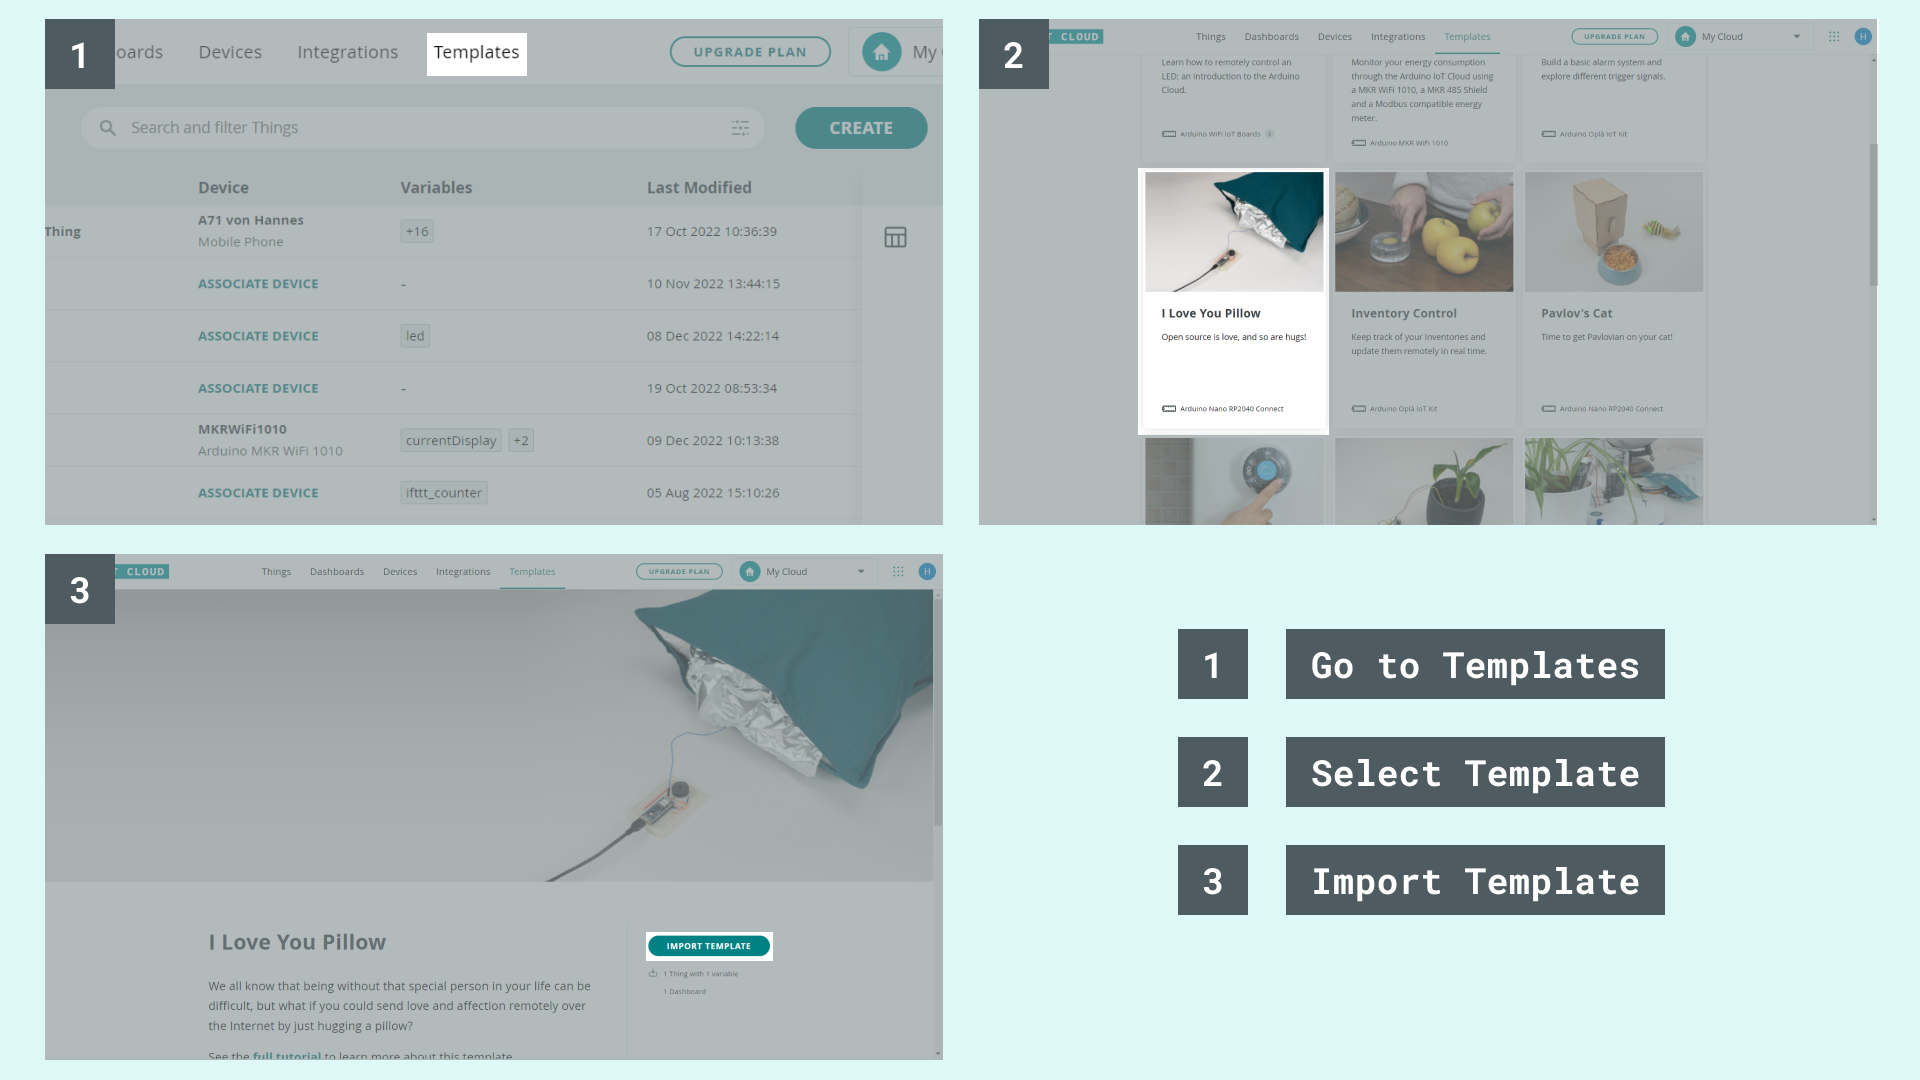 1
oards Devices Integrations Templates UPGRADE PLAN My
Search and filter Things CREATE
Device Variables Last Modified
Thing A71 von Hannes Mobile Phone +16 17 Oct 2022 10:36:39
ASSOCIATE DEVICE - 10 Nov 2022 13:44:15
ASSOCIATE DEVICE led 08 Dec 2022 14:22:14
ASSOCIATE DEVICE - 19 Oct 2022 08:53:34
MKRWiFi1010 Arduino MKR WiFi 1010 currentDisplay +2 09 Dec 2022 10:13:38
ASSOCIATE DEVICE ifttt_counter 05 Aug 2022 15:10:26
2
T CLOUD Things Dashboards Devices Integrations Templates UPGRADE PLAN My Cloud H
Learn how to remotely control an
LED: an introduction to the Arduino
Cloud.
Arduino WiFi IoT Boards i
Monitor your energy consumption
through the Arduino IoT Cloud using
a MKR WiFi 1010, a MKR 485 Shield
and a Modbus compatible energy
meter.
Arduino MKR WiFi 1010
Build a basic alarm system and
explore different trigger signals.
Arduino Oplà IoT Kit
I Love You Pillow
Open source is love, and so are hugs!
Arduino Nano RP2040 Connect
Inventory Control
Keep track of your inventories and
update them remotely in real time.
Arduino Oplà IoT Kit
Pavlov's Cat
Time to get Pavlovian on your cat!
Arduino Nano RP2040 Connect
3
T CLOUD Things Dashboards Devices Integrations Templates UPGRADE PLAN My Cloud H
I Love You Pillow
We all know that being without that special person in your life can be
difficult, but what if you could send love and affection remotely over
the Internet by just hugging a pillow?
See the full tutorial to learn more about this template.
IMPORT TEMPLATE
1 Thing with 1 variable
1 Dashboard
1 Go to Templates
2 Select Template
3 Import Template